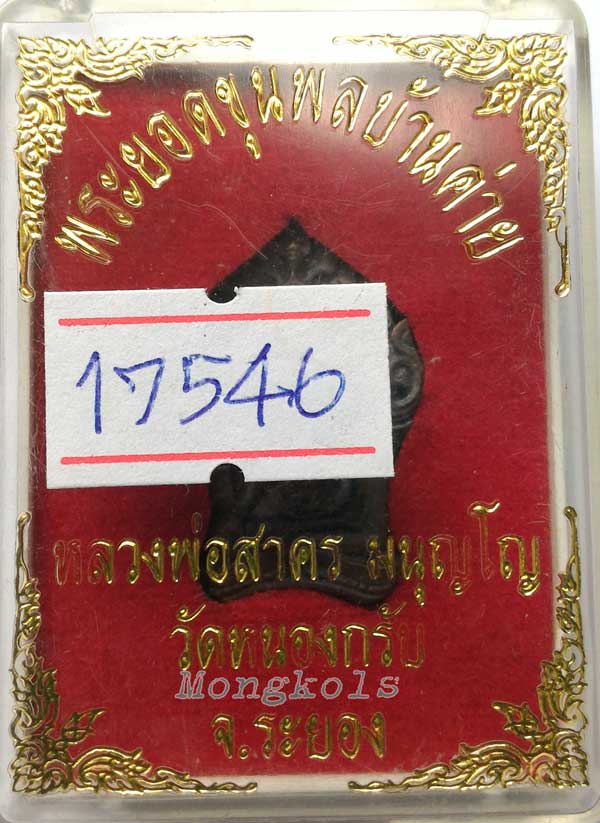 พระยอดขุนพลบ้านค่าย
17546
หลวงพ่อสาคร มนุญโญ
วัดหนองกรับ
Mongkols
จ.ระยอง